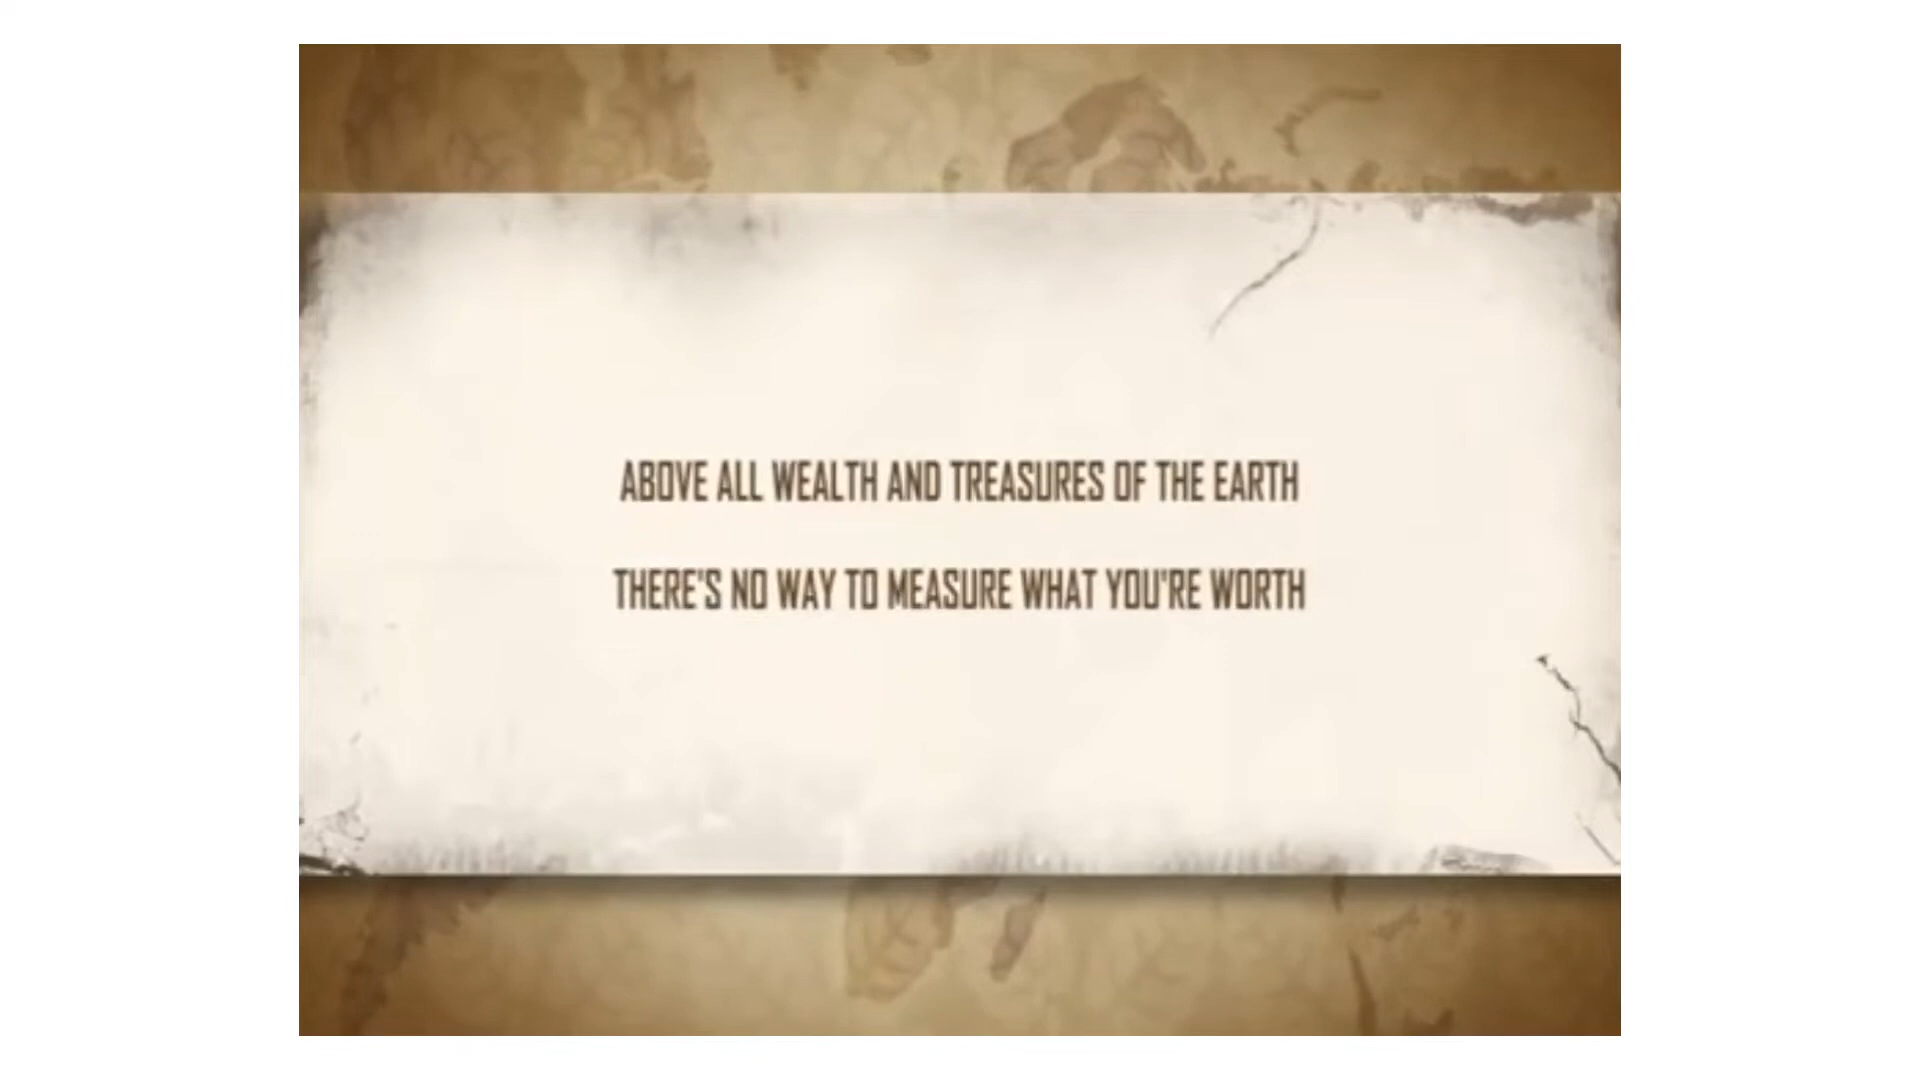 ABOVE ALL WEALTH AND TREASURES OF THE EARTH
THERE'S NO WAY TO MEASURE WHAT YOU'RE WORTH